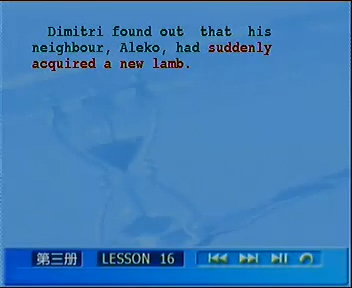 Dimitri found out that his
neighbour, Aleko, had suddenly
acquired a new lamb.
第三册 LESSON 16